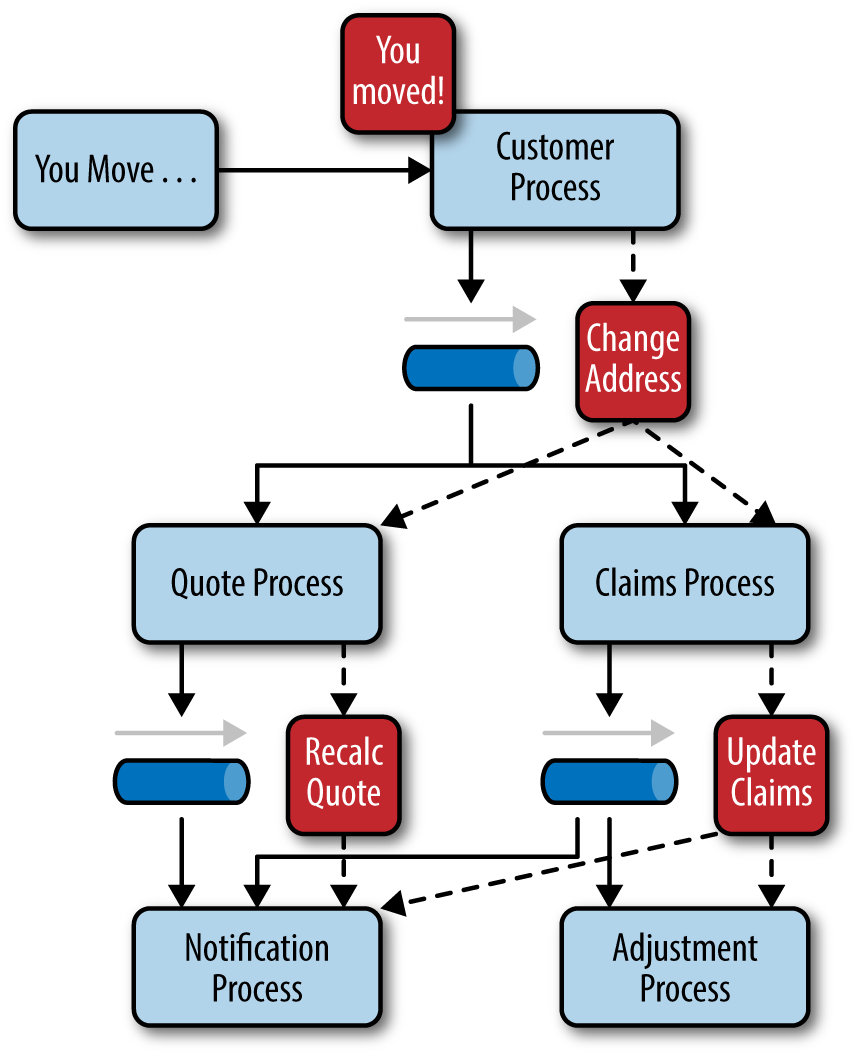 You
moved!
You Move . . .
Customer
Process
Change
Address
Quote Process
Claims Process
Recalc
Quote
Update
Claims
Notification
Process
Adjustment
Process